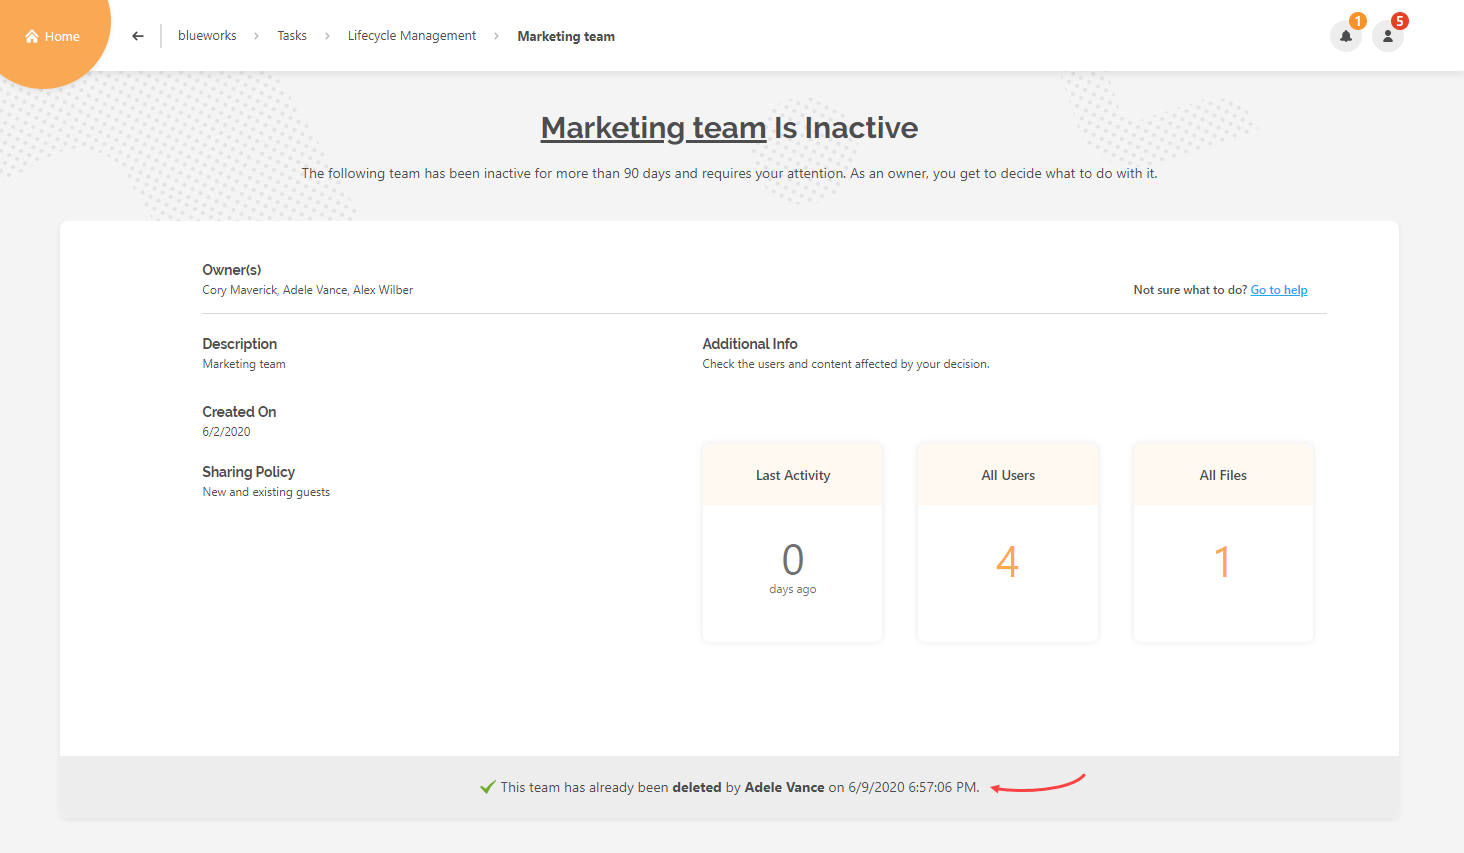 Home
blueworks > Tasks > Lifecycle Management > Marketing team
1
5
Marketing team Is Inactive
The following team has been inactive for more than 90 days and requires your attention. As an owner, you get to decide what to do with it.
Owner(s)
Cory Maverick, Adele Vance, Alex Wilber
Not sure what to do? Go to help
Description
Marketing team
Additional Info
Check the users and content affected by your decision.
Created On
6/2/2020
Sharing Policy
New and existing guests
Last Activity
0
days ago
All Users
4
All Files
1
This team has already been deleted by Adele Vance on 6/9/2020 6:57:06 PM.